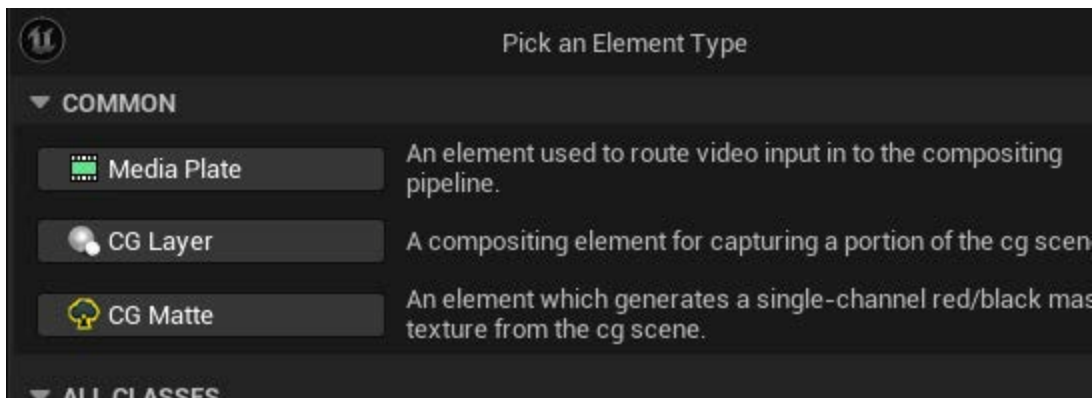 Pick an Element Type
COMMON
Media Plate
An element used to route video input in to the compositing
pipeline.
CG Layer
A compositing element for capturing a portion of the cg
CG Matte
An element which generates a single-channel red/black
texture from the cg scene.
ALL CLASSES